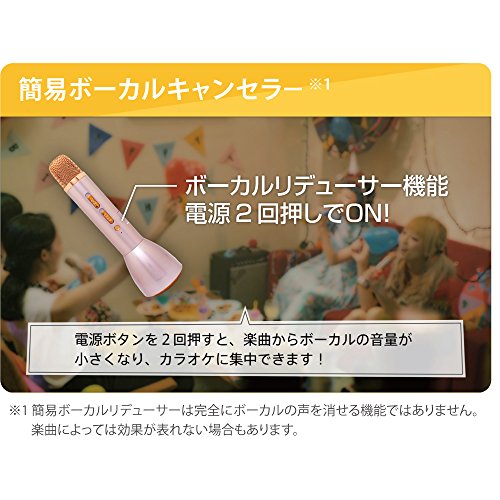 簡易ボーカルキャンセラー※1
ボーカルリデューサー機能
電源2回押しでON!
電源ボタンを2回押すと、楽曲からボーカルの音量が
小さくなり、カラオケに集中できます！
※1 簡易ボーカルリデューサーは完全にボーカルの声を消せる機能ではありません。
楽曲によっては効果が表れない場合もあります。